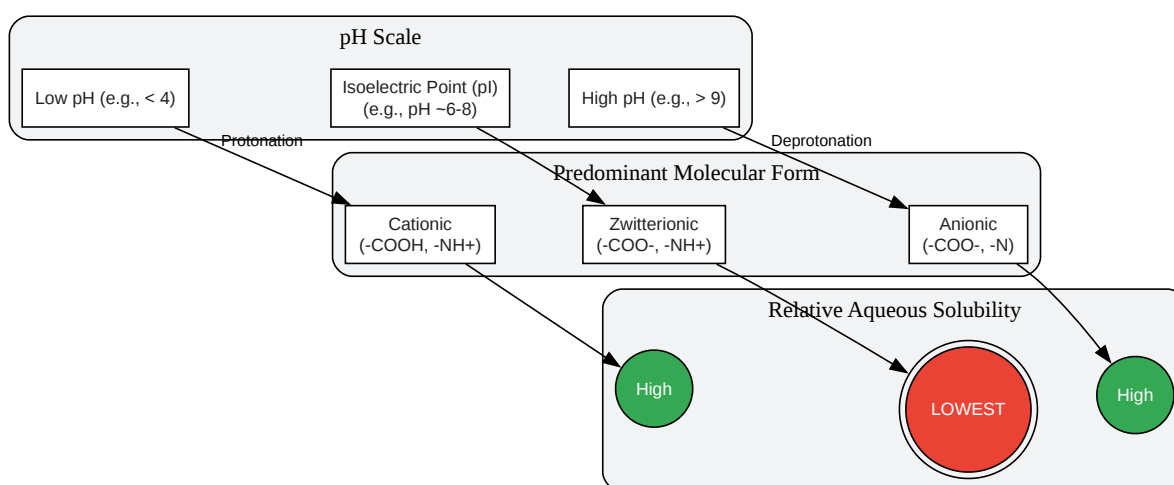 pH Scale
Low pH (e.g., < 4)
Isoelectric Point (pI)
(e.g., pH ~6-8)
High pH (e.g., > 9)
Protonation
Deprotonation
Predominant Molecular Form
Cationic
(-COOH, -NH+)
Zwitterionic
(-COO-, -NH+)
Anionic
(-COO-, -N)
Relative Aqueous Solubility
High
LOWEST
High